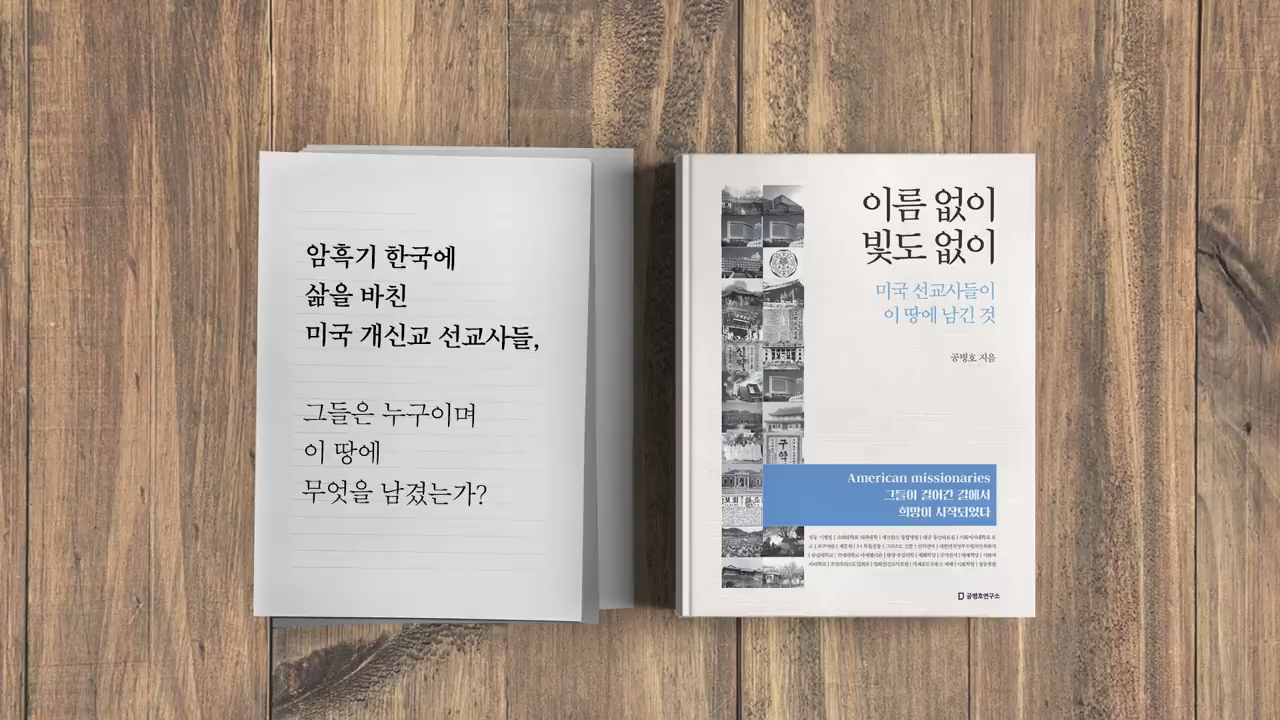 암흑기 한국에
삶을 바친
미국 개신교 선교사들,
그들은 누구이며
이 땅에
무엇을 남겼는가?
이름 없이
빛도 없이
미국 선교사들이
이 땅에 남긴 것
공병호 지음
신약
구약
American missionaries
그들이 걸어간 길에서
희망이 시작되었다
공병호연구소